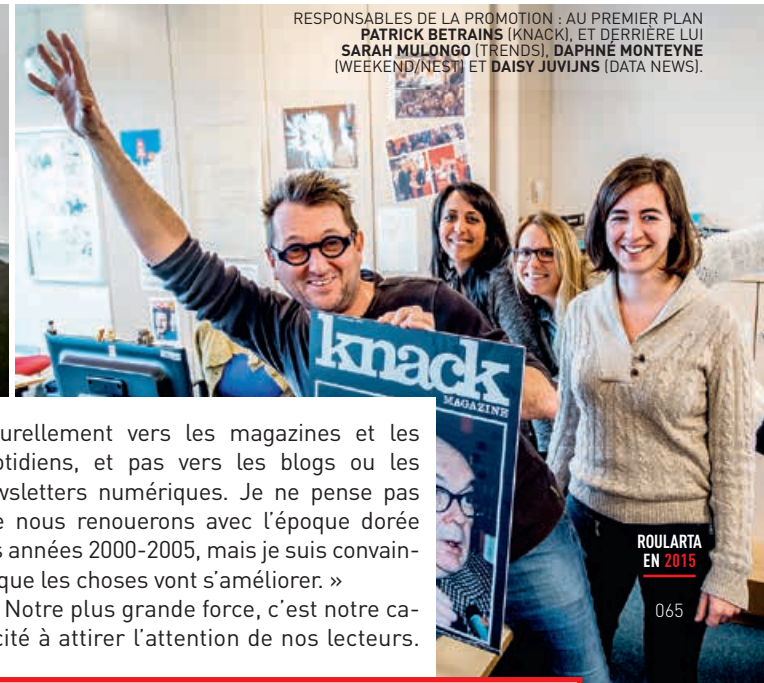 RESPONSABLES DE LA PROMOTION : AU PREMIER PLAN
PATRICK BETRAINS (KNACK), ET DERRIÈRE LUI
SARAH MULONGO (TRENDS), DAPHNÉ MONTEYNE
(WEEKEND/NEST) ET DAISY JUVIJNS (DATA NEWS).
knack
MAGAZINE
urellement vers les magazines et les
otidiens, et pas vers les blogs ou les
wsletters numériques. Je ne pense pas
e nous renouerons avec l'époque dorée
s années 2000-2005, mais je suis convain-
que les choses vont s'améliorer. »
Notre plus grande force, c'est notre ca-
cité à attirer l'attention de nos lecteurs.
ROULARTA
EN 2015
065